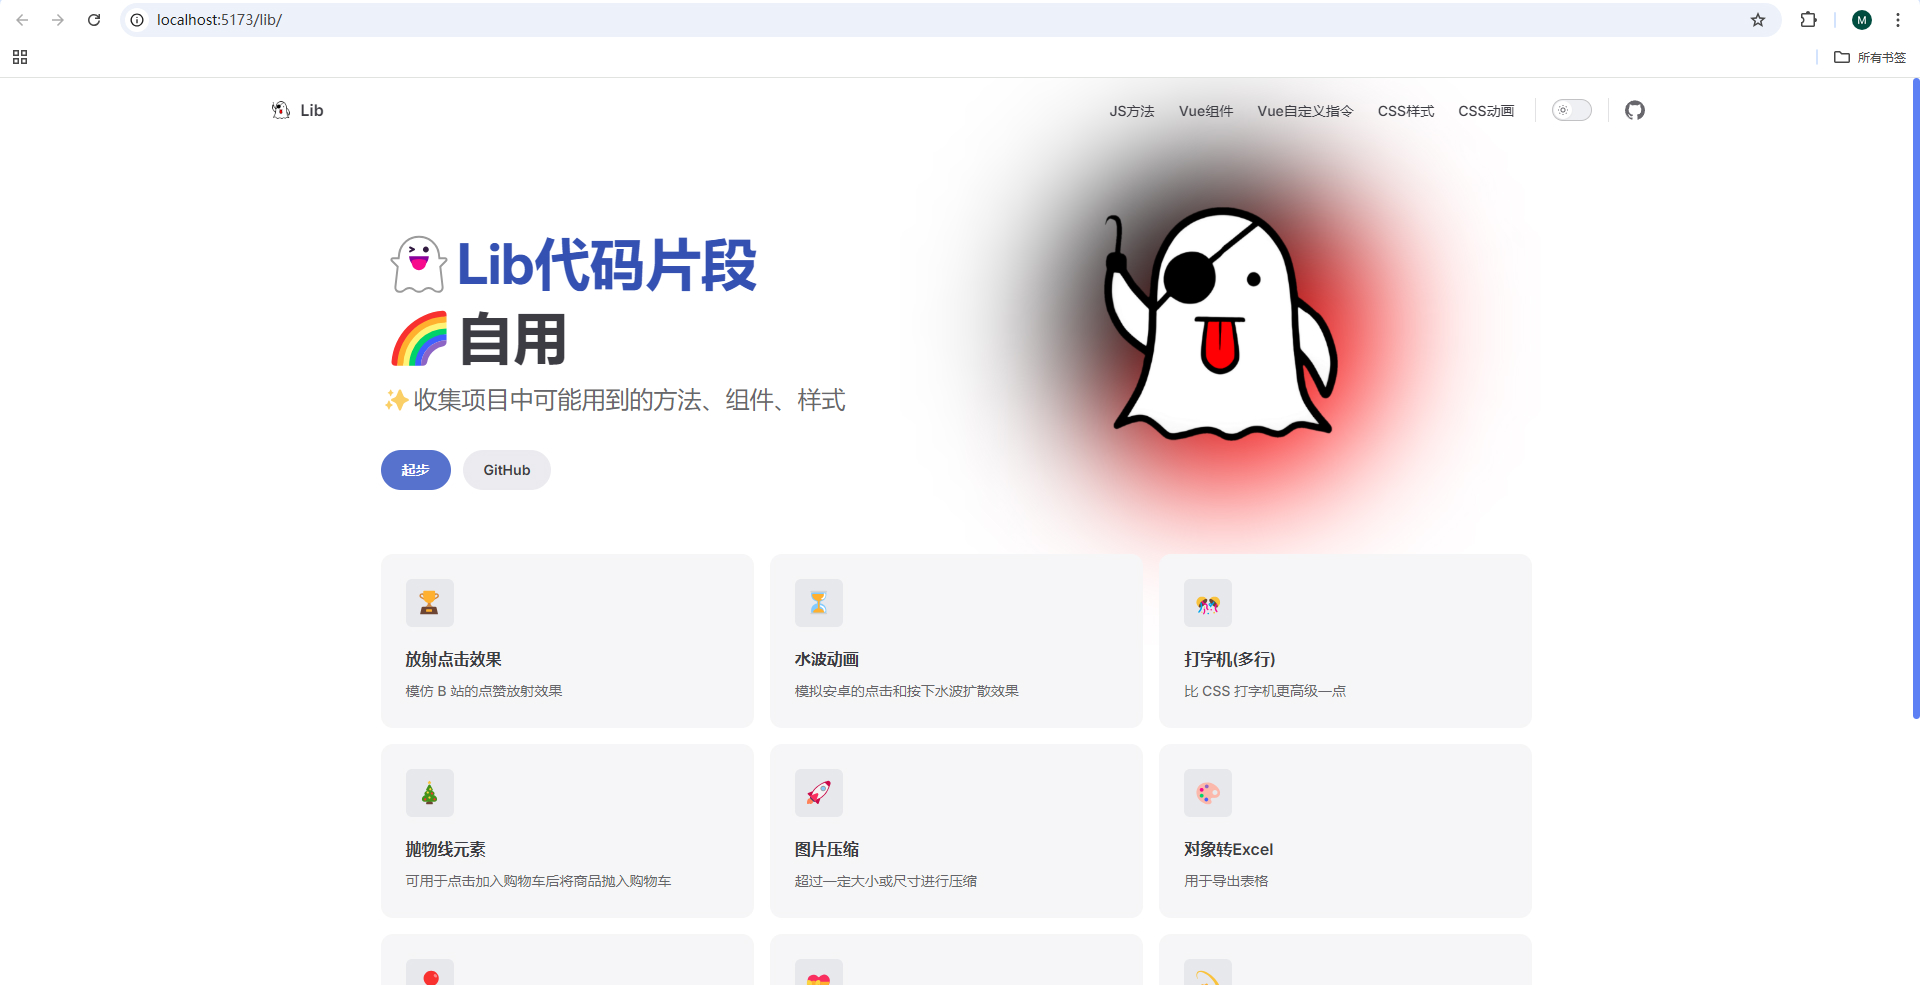 localhost:5173/lib/
M
所有书签
Lib
JS方法 Vue组件 Vue自定义指令 CSS样式 CSS动画
Lib代码片段
自用
收集项目中可能用到的方法、组件、样式
起步 GitHub
放射点击效果
模仿 B 站的点赞放射效果
水波动画
模拟安卓的点击和按下水波扩散效果
打字机(多行)
比 CSS 打字机更高级一点
抛物线元素
可用于点击加入购物车后将商品抛入购物车
图片压缩
超过一定大小或尺寸进行压缩
对象转Excel
用于导出表格